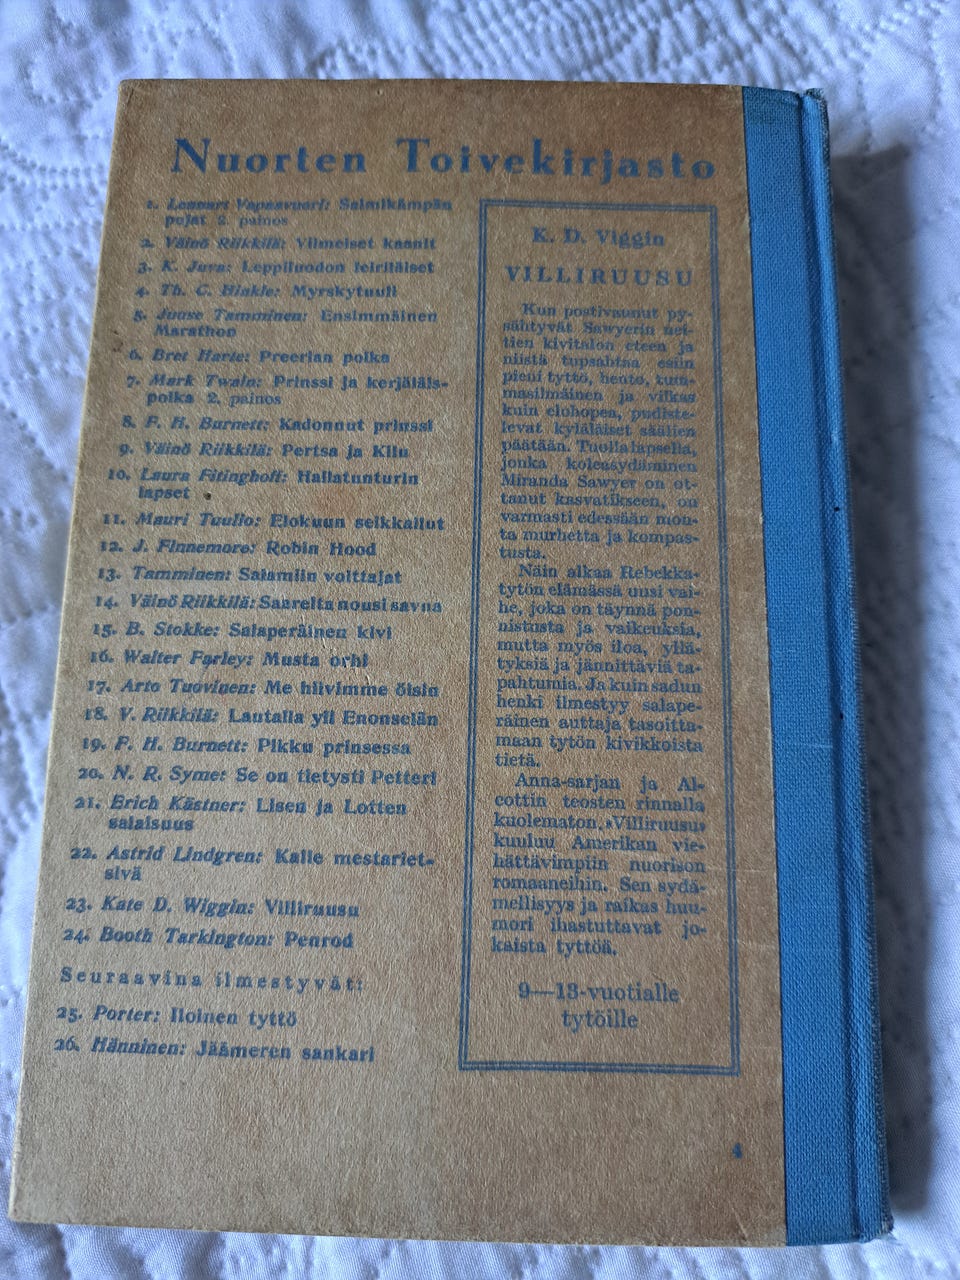 Nuorten Toivekirjasto
1. Lennart Vapaavuori: Salmikämpän
pojat 2. painos
2. Väinö Riikkilä: Viimeiset kaanit
3. K. Jura: Leppiluodon leiriläiset
4. Th. C. Hinkle: Myrskytuuli
5. Juuse Tamminen: Ensimmäinen
Marathon
6. Bret Harte: Preerian poika
7. Mark Twain: Prinssi ja kerjäläis-
poika 2. painos
8. F. H. Burnett: Kadonnut prinssi
9. Väinö Riikkilä: Pertsa ja Kilu
10. Laura Fitinghoff: Hallatunturin
lapset
11. Mauri Tuulio: Elokuun seikkailut
12. J. Finnemore: Robin Hood
13. Tamminen: Salamiin voittajat
14. Väinö Riikkilä: Saarelta nousi savua
15. B. Stokke: Salaperäinen kivi
16. Walter Farley: Musta orhi
17. Arto Tuovinen: Me hiivimme öisin
18. V. Riikkilä: Lautalla yli Enonselän
19. F. H. Burnett: Pikku prinsessa
20. N. R. Syme: Se on tietysti Petteri
21. Erich Kästner: Lisen ja Lotten
salaisuus
22. Astrid Lindgren: Kalle mestariet-
sivä
23. Kate D. Wiggin: Villiruusu
24. Booth Tarkington: Penrod
Seuraavina ilmestyvät:
25. Porter: Iloinen tyttö
26. Hänninen: Jäämeren sankari
K. D. Viggin
VILLIRUUSU
Kun postivaunut py-
sähtyvät Sawyerin nei-
tien kivitalon eteen ja
niistä tupsahtaa esiin
pieni tyttö, hento, tum-
masilmäinen ja vilkas
kuin elohopea, pudiste-
levat kyläläiset säälien
päätään. Tuolla lapsella,
jonka koleasydäminen
Miranda Sawyer on ot-
tanut kasvatikseen, on
varmasti edessään mon-
ta murhetta ja kompas-
tusta.
Näin alkaa Rebekka-
tytön elämässä uusi vai-
he, joka on täynnä pon-
nistusta ja vaikeuksia,
mutta myös iloa, yllä-
tyksiä ja jännittäviä ta-
pahtumia. Ja kuin sadun
henki ilmestyy salape-
räinen auttaja tasoitta-
maan tytön kivikkoista
tietä.
Anna-sarjan ja Al-
cottin teosten rinnalla
kuolematon »Villiruusu»
kuuluu Amerikan vie-
hättävimpiin nuorison
romaaneihin. Sen sydä-
mellisyys ja raikas huu-
mori ihastuttavat jo-
kaista tyttöä.
9—13-vuotialle
tytöille
4